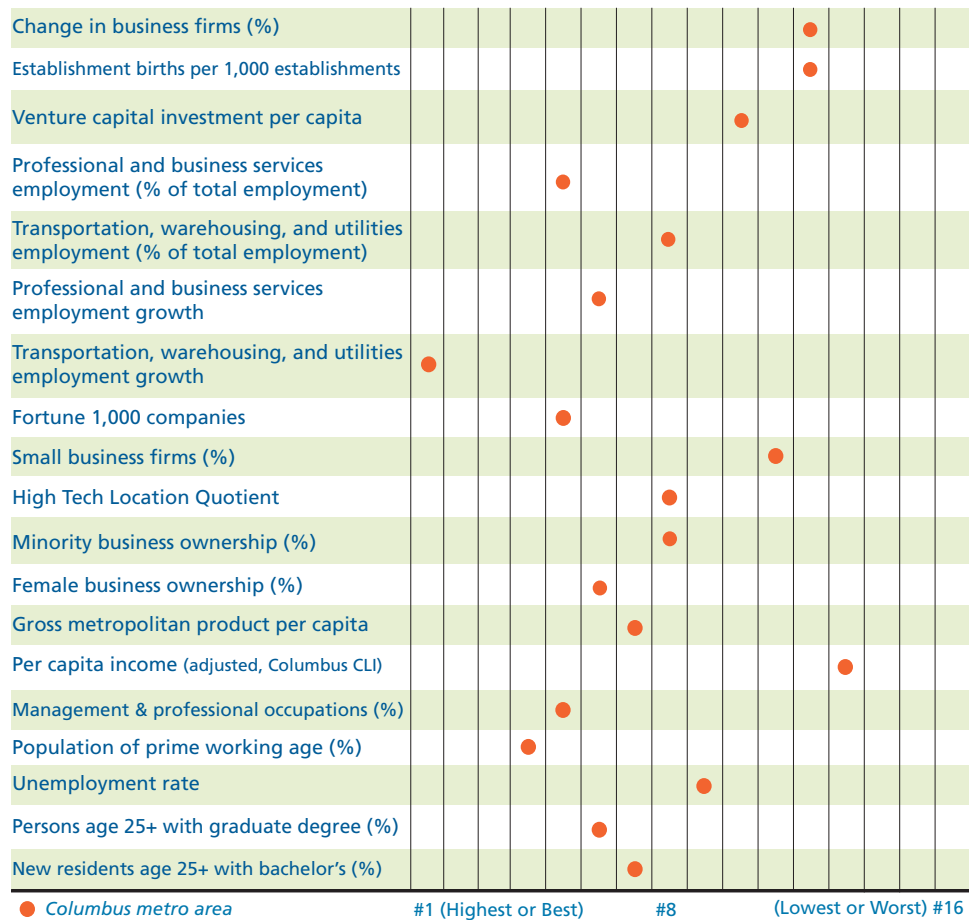 Change in business firms (%)
Establishment births per 1,000 establishments
Venture capital investment per capita
Professional and business services
employment (% of total employment)
Transportation, warehousing, and utilities
employment (% of total employment)
Professional and business services
employment growth
Transportation, warehousing, and utilities
employment growth
Fortune 1,000 companies
Small business firms (%)
High Tech Location Quotient
Minority business ownership (%)
Female business ownership (%)
Gross metropolitan product per capita
Per capita income (adjusted, Columbus CLI)
Management & professional occupations (%)
Population of prime working age (%)
Unemployment rate
Persons age 25+ with graduate degree (%)
New residents age 25+ with bachelor's (%)
Columbus metro area #1 (Highest or Best) #8 (Lowest or Worst) #16